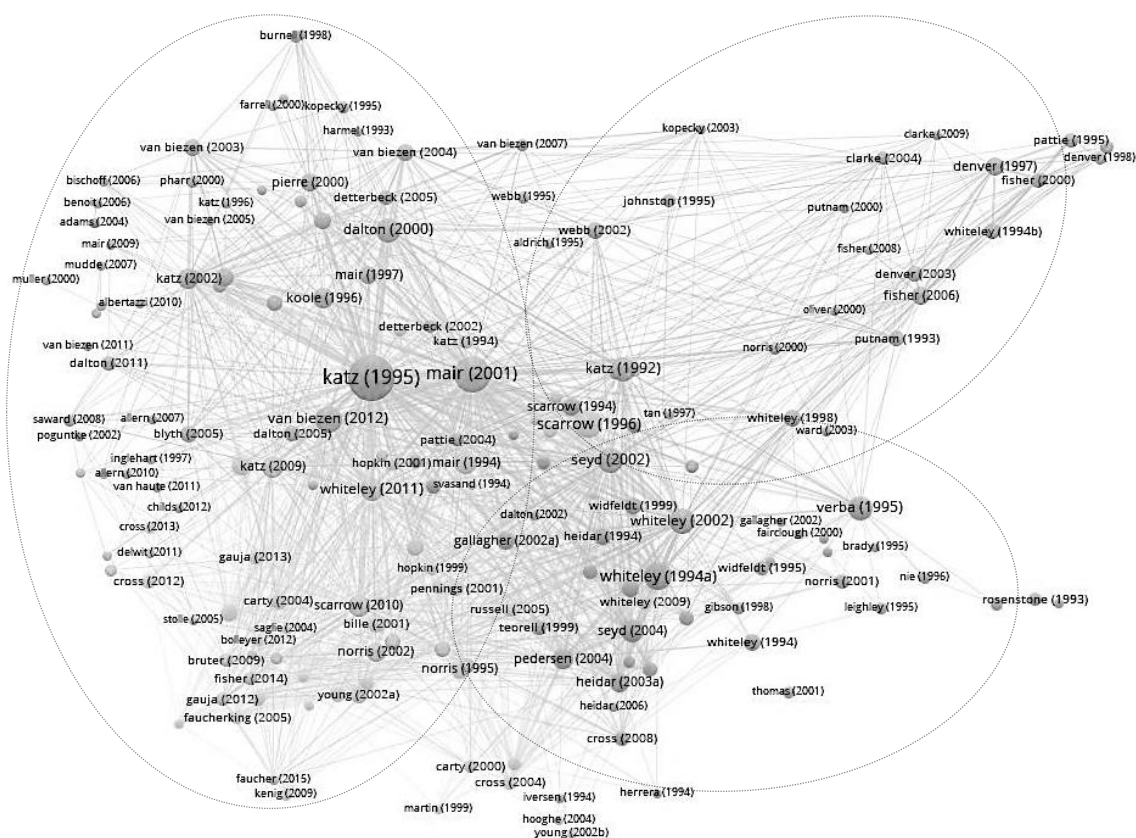 burnell (1998)
farrell (2000)
kopecky (1995)
harmel (1993)
kopecky (2003)
clarke (2009)
pattie (1995)
van biezen (2003)
van biezen (2004)
van biezen (2007)
clarke (2004)
denver (1998)
denver (1997)
bischoff (2006)
pharr (2000)
pierre (2000)
fisher (2000)
benoit (2006)
katz (1996)
detterbeck (2005)
webb (1995)
johnston (1995)
putnam (2000)
adams (2004)
van biezen (2005)
dalton (2000)
webb (2002)
whiteley (1994b)
mair (2009)
aldrich (1995)
fisher (2008)
mudde (2007)
muller (2000)
katz (2002)
mair (1997)
denver (2003)
albertazzi (2010)
koole (1996)
fisher (2006)
oliver (2000)
detterbeck (2002)
katz (1994)
putnam (1993)
van biezen (2011)
norris (2000)
dalton (2011)
katz (1995)
mair (2001)
katz (1992)
scarrow (1994)
tan (1997)
saward (2008)
allern (2007)
van biezen (2012)
scarrow (1996)
whiteley (1998)
poguntke (2002)
blyth (2005)
dalton (2005)
pattie (2004)
ward (2003)
inglehart (1997)
katz (2009)
hopkin (2001)
mair (1994)
seyd (2002)
allern (2010)
van haute (2011)
whiteley (2011)
svasand (1994)
childs (2012)
widfeldt (1999)
verba (1995)
cross (2013)
dalton (2002)
whiteley (2002)
gallagher (2002)
fairclough (2000)
delwit (2011)
gauja (2013)
gallagher (2002a)
heidar (1994)
brady (1995)
cross (2012)
hopkin (1999)
whiteley (1994a)
widfeldt (1995)
norris (2001)
nie (1996)
pennings (2001)
rosenstone (1993)
carty (2004)
scarrow (2010)
russell (2005)
whiteley (2009)
gibson (1998)
leighley (1995)
stolle (2005)
saglie (2004)
bille (2001)
teorell (1999)
seyd (2004)
bolleyer (2012)
whiteley (1994)
bruter (2009)
norris (2002)
norris (1995)
pedersen (2004)
fisher (2014)
heidar (2003a)
thomas (2001)
gauja (2012)
young (2002a)
heidar (2006)
faucherking (2005)
cross (2008)
faucher (2015)
carty (2000)
kenig (2009)
cross (2004)
herrera (1994)
martin (1999)
iversen (1994)
hooghe (2004)
young (2002b)